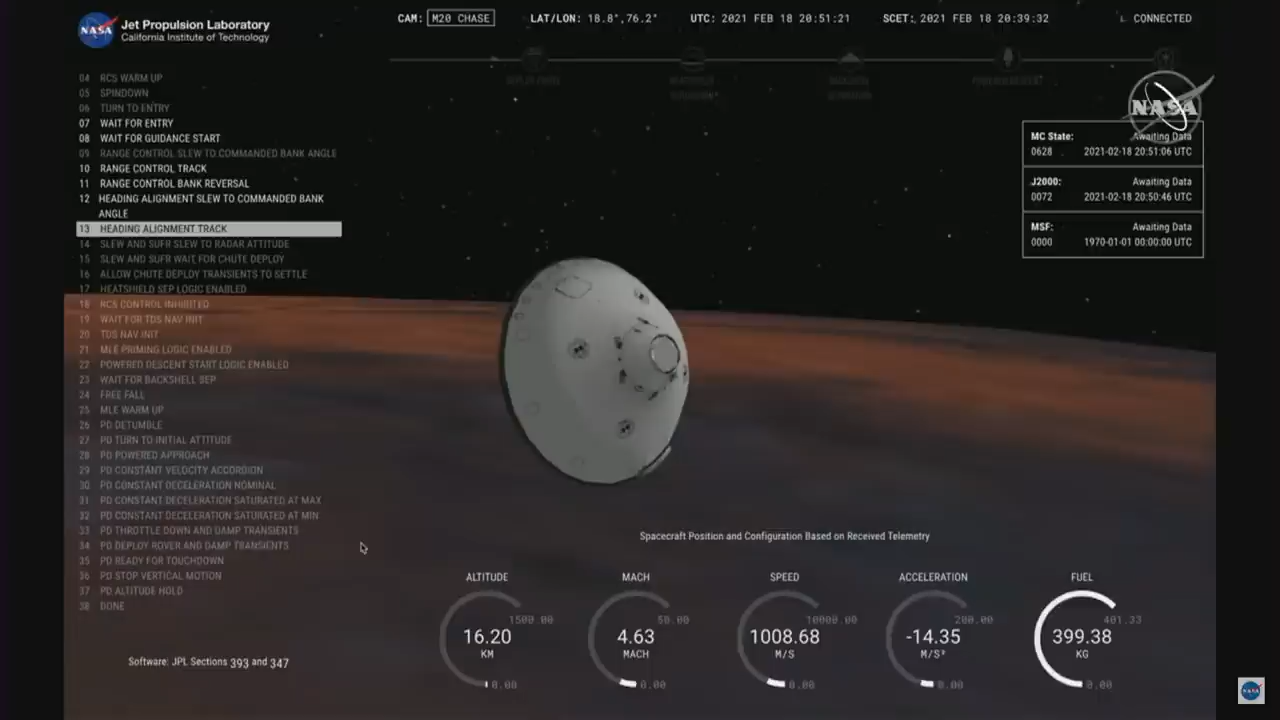 NASA
Jet Propulsion Laboratory
California Institute of Technology
CAM: M20 CHASE LAT/LON: 18.8°,76.2° UTC: 2021 FEB 18 20:51:21 SCET: 2021 FEB 18 20:39:32 CONNECTED
NASA
04 RCS WARM UP
05 SPINDOWN
06 TURN TO ENTRY
07 WAIT FOR ENTRY
08 WAIT FOR GUIDANCE START
09 RANGE CONTROL SLEW TO COMMANDED BANK ANGLE
10 RANGE CONTROL TRACK
11 RANGE CONTROL BANK REVERSAL
12 HEADING ALIGNMENT SLEW TO COMMANDED BANK
ANGLE
13 HEADING ALIGNMENT TRACK
14 SLEW AND SUFR SLEW TO RADAR ATTITUDE
15 SLEW AND SUFR WAIT FOR CHUTE DEPLOY
16 ALLOW CHUTE DEPLOY TRANSIENTS TO SETTLE
17 HEATSHIELD SEP LOGIC ENABLED
18 RCS CONTROL INHIBITED
19 WAIT FOR TDS NAV INIT
20 TDS NAV INIT
21 MLE PRIMING LOGIC ENABLED
22 POWERED DESCENT START LOGIC ENABLED
23 WAIT FOR BACKSHELL SEP
24 FREE FALL
25 MLE WARM UP
26 PD DETUMBLE
27 PD TURN TO INITIAL ATTITUDE
28 PD POWERED APPROACH
29 PD CONSTANT VELOCITY ACCORDION
30 PD CONSTANT DECELERATION NOMINAL
31 PD CONSTANT DECELERATION SATURATED AT MAX
32 PD CONSTANT DECELERATION SATURATED AT MIN
33 PD THROTTLE DOWN AND DAMP TRANSIENTS
34 PD DEPLOY ROVER AND DAMP TRANSIENTS
35 PD READY FOR TOUCHDOWN
36 PD STOP VERTICAL MOTION
37 PD ALTITUDE HOLD
38 DONE
Software: JPL Sections 393 and 347
MC State: Awaiting Data
0628 2021-02-18 20:51:06 UTC
J2000: Awaiting Data
0072 2021-02-18 20:50:46 UTC
MSF: Awaiting Data
0000 1970-01-01 00:00:00 UTC
Spacecraft Position and Configuration Based on Received Telemetry
ALTITUDE MACH SPEED ACCELERATION FUEL
1500.00 50.00 10000.00 200.00 401.33
16.20 4.63 1008.68 -14.35 399.38
KM MACH M/S M/S² KG
0.00 0.00 0.00 0.00 0.00
NASA